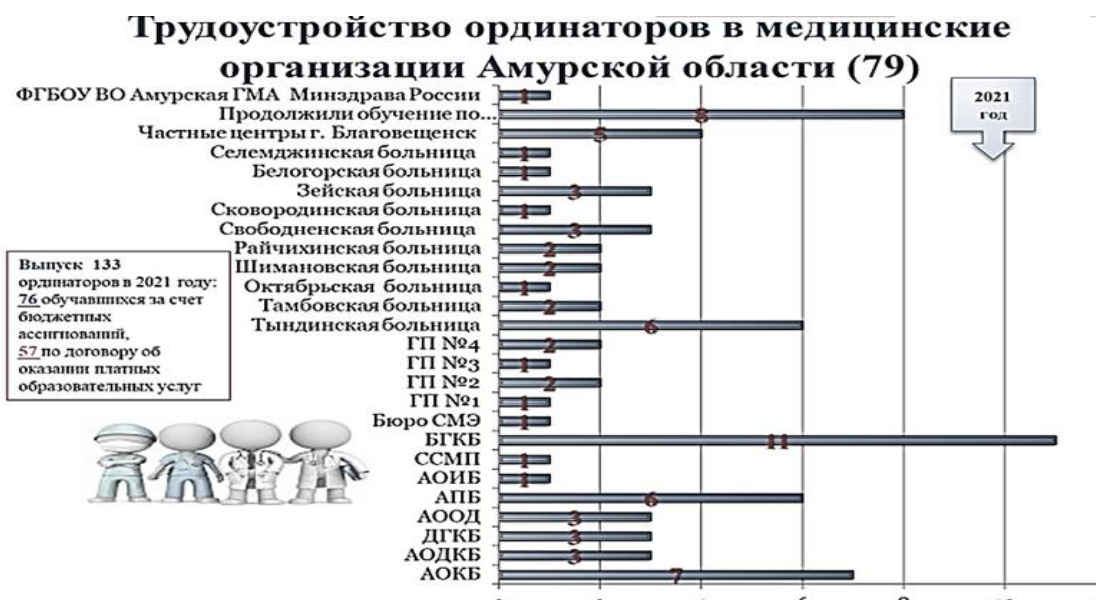 Трудоустройство ординаторов в медицинские
организации Амурской области (79)
2021
год
ФГБОУ ВО Амурская ГМА Минздрава России 1
Продолжили обучение по... 8
Частные центры г. Благовещенск 5
Селемджинская больница 1
Белогорская больница 1
Зейская больница 3
Сковородинская больница 1
Свободненская больница 3
Райчихинская больница 2
Шимановская больница 2
Октябрьская больница 1
Тамбовская больница 2
Тындинская больница 6
ГП №4 2
ГП №3 1
ГП №2 2
ГП №1 1
Бюро СМЭ 1
БГКБ 11
ССМП 1
АОИБ 1
АПБ 6
АООД 3
ДГКБ 3
АОДКБ 3
АОКБ 7
Выпуск 133
ординаторов в 2021 году:
76 обучавшихся за счет
бюджетных
ассигнований,
57 по договору об
оказании платных
образовательных услуг